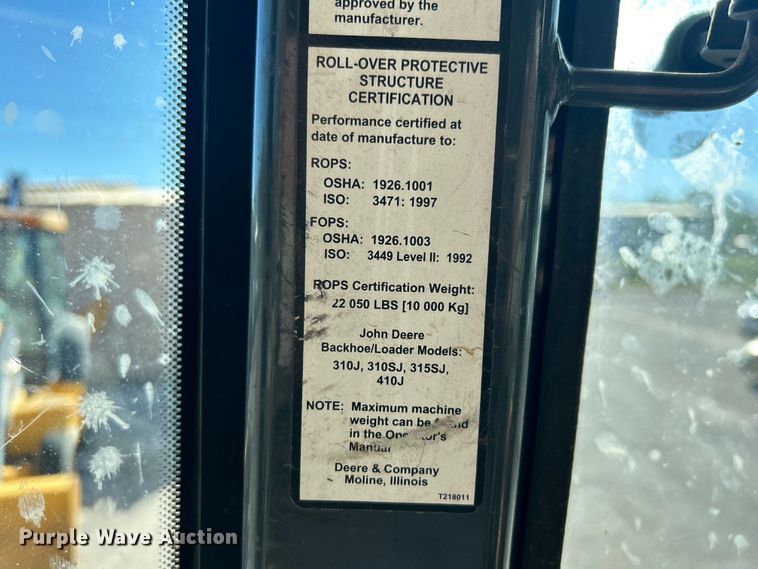 approved by the
manufacturer.
ROLL-OVER PROTECTIVE
STRUCTURE
CERTIFICATION
Performance certified at
date of manufacture to:
ROPS:
OSHA: 1926.1001
ISO: 3471: 1997
FOPS:
OSHA: 1926.1003
ISO: 3449 Level II: 1992
ROPS Certification Weight:
22 050 LBS [10 000 Kg]
John Deere
Backhoe/Loader Models:
310J, 310SJ, 315SJ,
410J
NOTE: Maximum machine
weight can be
in the
Manual
Deere & Company
Moline, Illinois
T218011
Purple Wave Auction